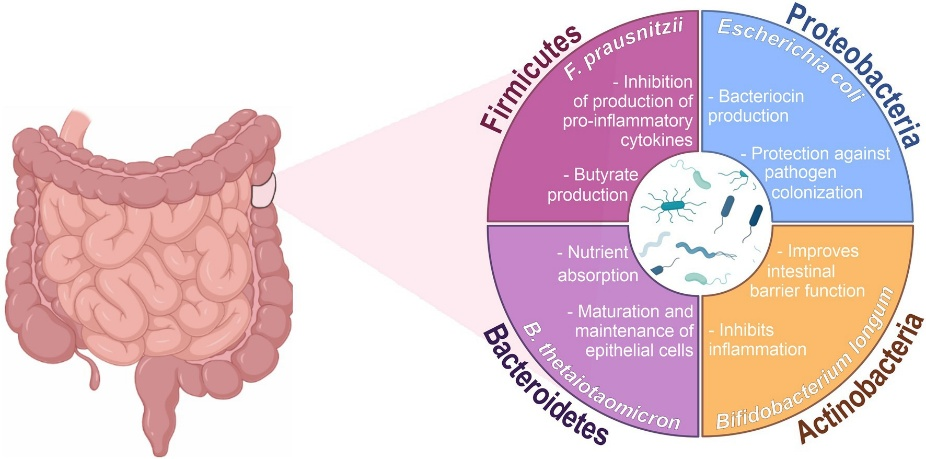 Firmicutes
F. prausnitzii
- Inhibition
of production of
pro-inflammatory
cytokines
- Butyrate
production
Proteobacteria
Escherichia coli
- Bacteriocin
production
- Protection against
pathogen
colonization
- Nutrient
absorption
- Maturation and
maintenance of
epithelial cells
B. thetaiotaomicron
Bacteroidetes
- Improves
intestinal
barrier function
- Inhibits
inflammation
Bifidobacterium longum
Actinobacteria